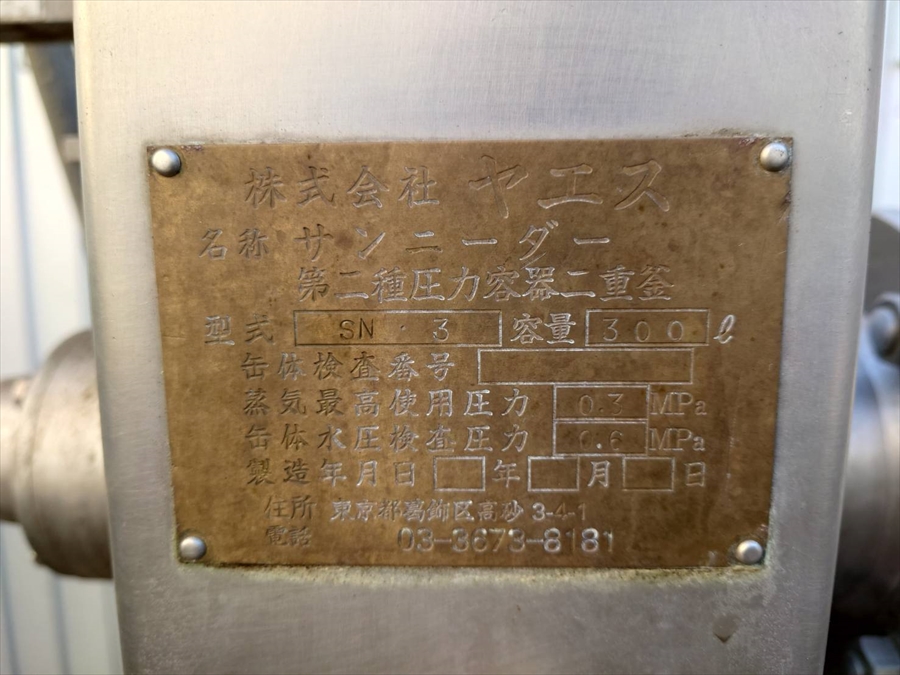 株式会社 ヤエス
名称 サンニーダー
第二種圧力容器二重釜
型式 SN・3 容量 300 ℓ
缶体検査番号
蒸気最高使用圧力 0.3 MPa
缶体水圧検査圧力 0.6 MPa
製造年月日 年 月 日
住所 東京都葛飾区高砂 3-4-1
電話 03-3673-8181